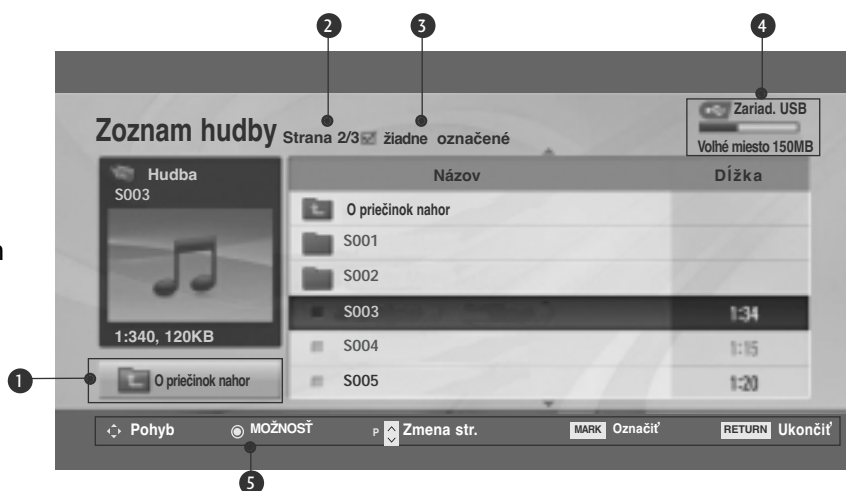 2
3
4
Zariad. USB
Zoznam hudby Strana 2/3 žiadne označené
Voľné miesto 150MB
Hudba
S003
Názov
Dĺžka
O priečinok nahor
S001
S002
S003 1:34
1:340, 120KB
S004 1:15
1
O priečinok nahor
S005 1:20
Pohyb MOŽNOSŤ P Zmena str. MARK Označiť RETURN Ukončiť
5